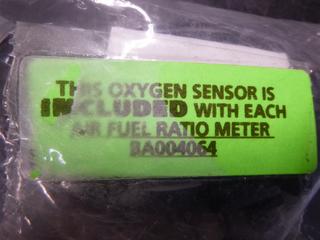 THIS OXYGEN SENSOR IS
INCLUDED WITH EACH
AIR FUEL RATIO METER
BA004064